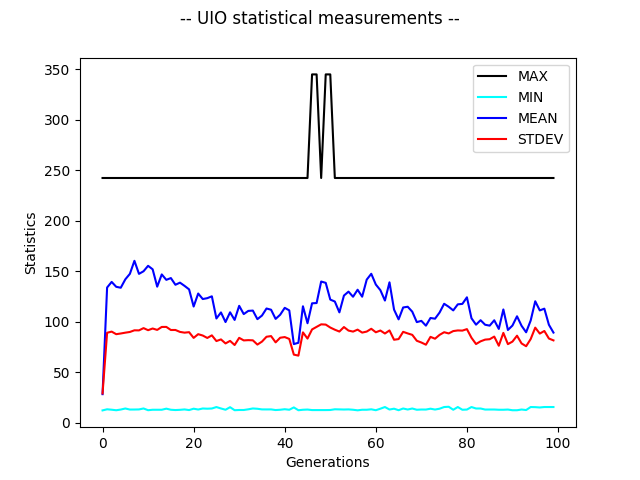 -- UIO statistical measurements --
350
300
250
200
150
100
50
0
Statistics
MAX
MIN
MEAN
STDEV
0 20 40 60 80 100
Generations